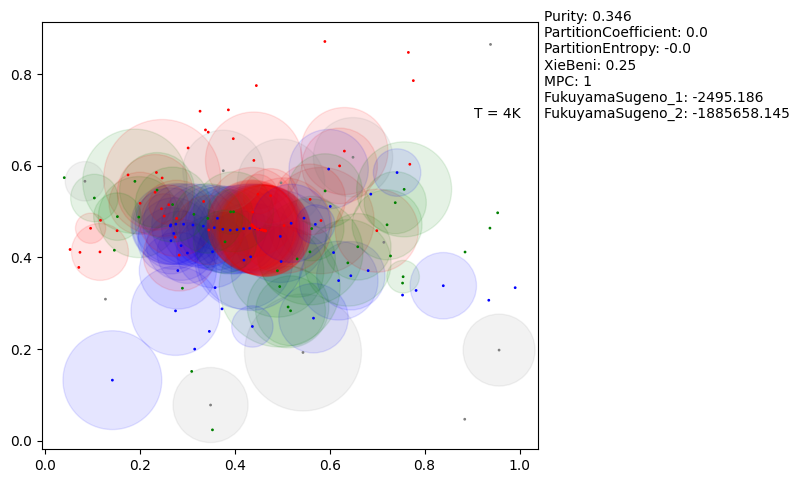 Purity: 0.346
PartitionCoefficient: 0.0
PartitionEntropy: -0.0
XieBeni: 0.25
MPC: 1
FukuyamaSugeno_1: -2495.186
FukuyamaSugeno_2: -1885658.145
T = 4K
0.8
0.6
0.4
0.2
0.0
0.0 0.2 0.4 0.6 0.8 1.0